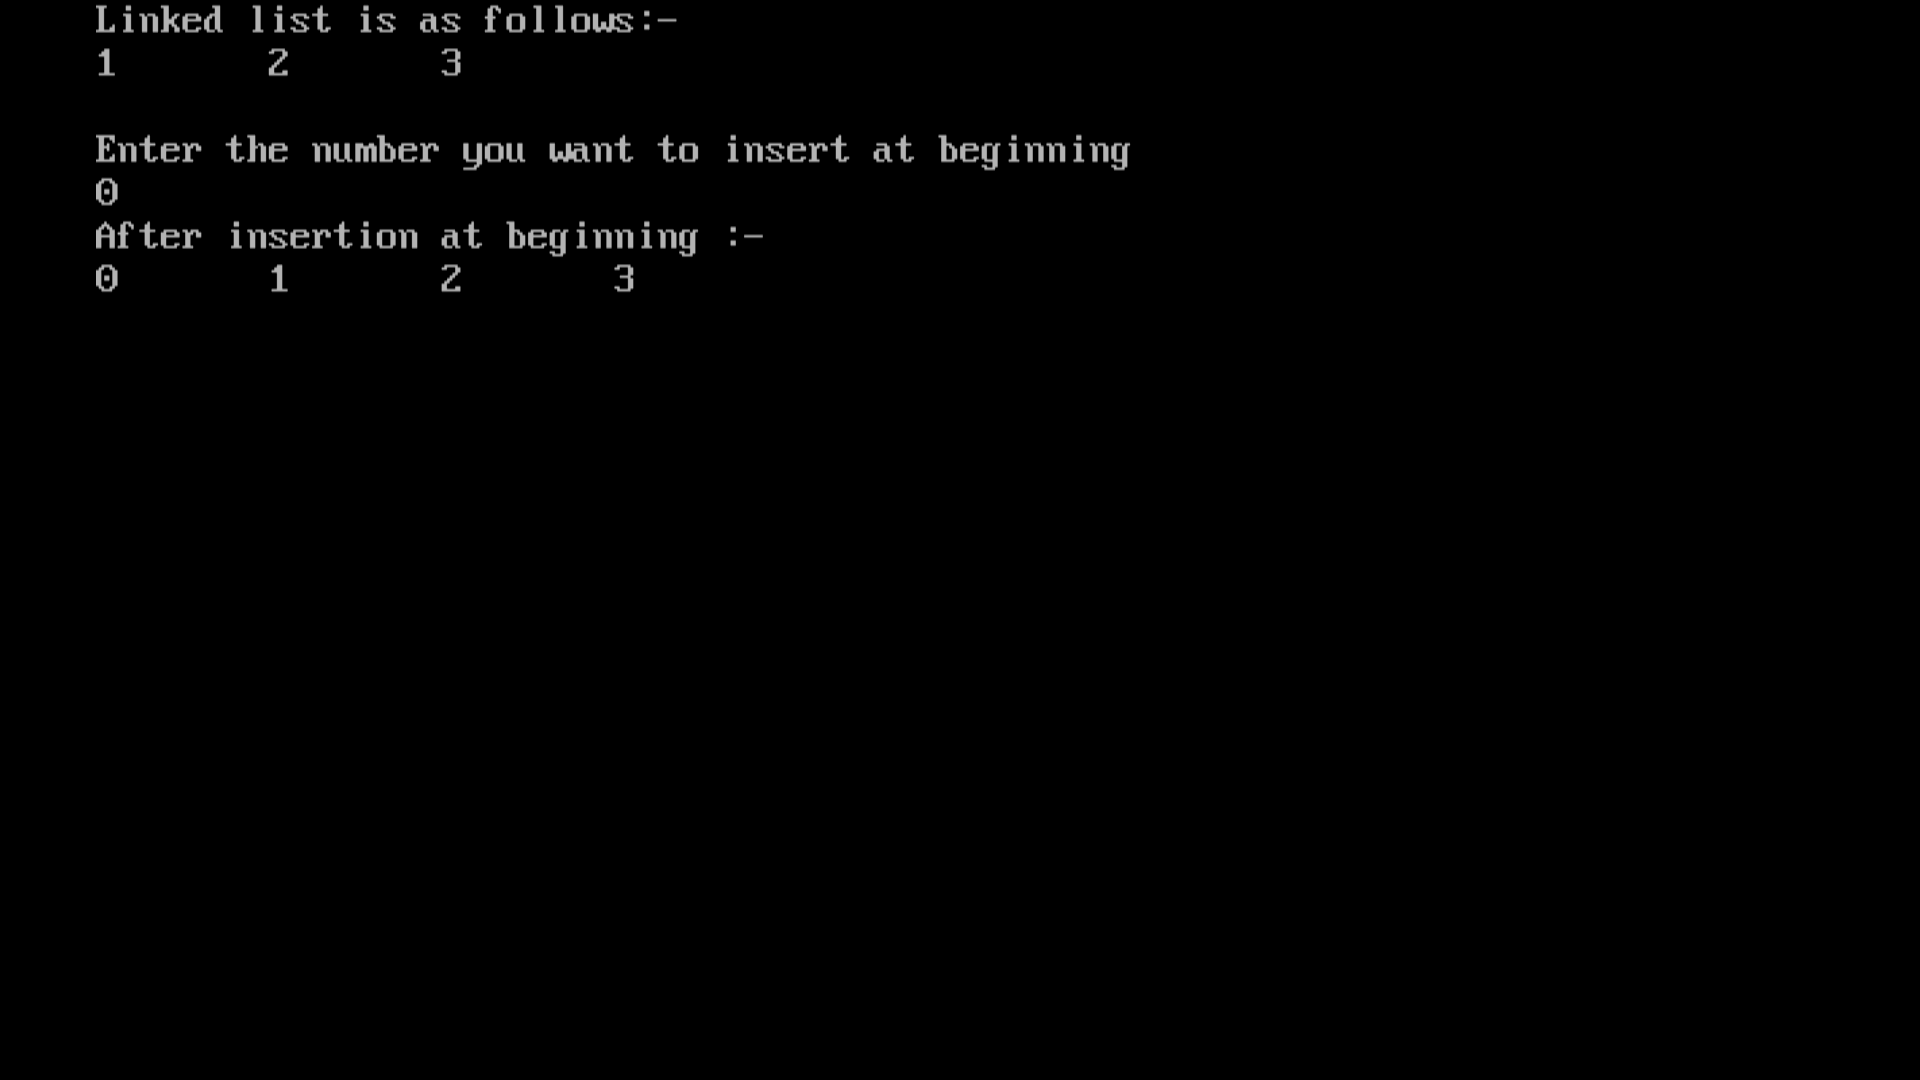 Linked list is as follows:-
1 2 3
Enter the number you want to insert at beginning
0
After insertion at beginning :-
0 1 2 3